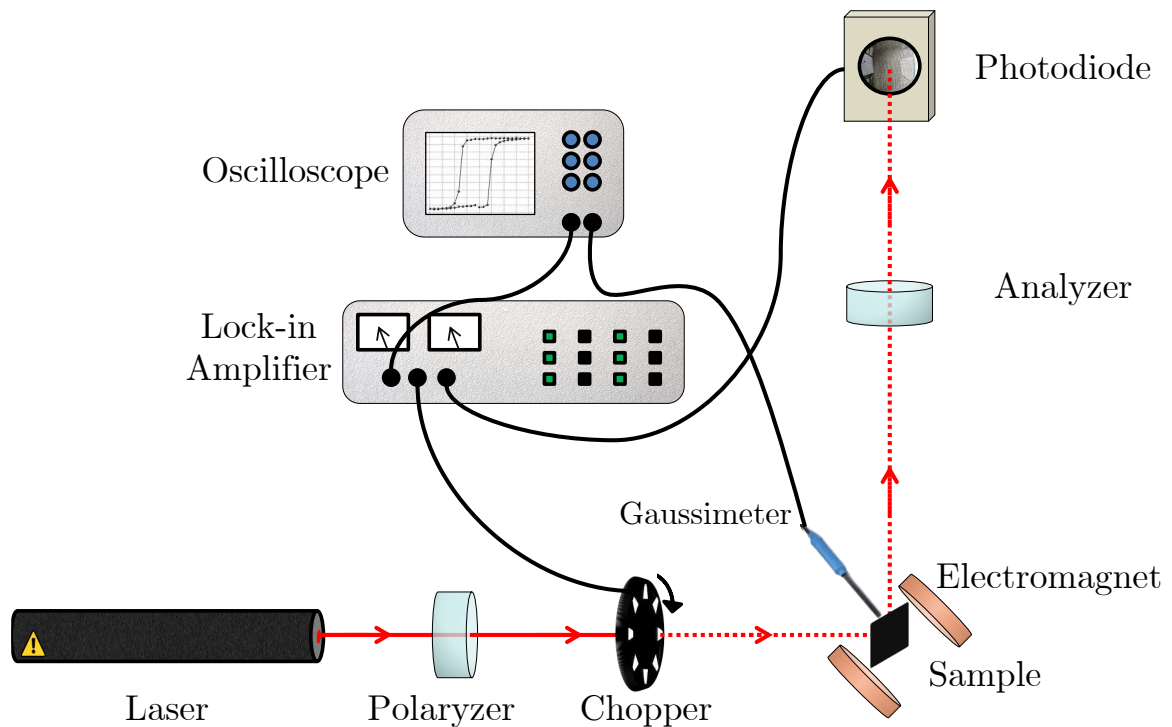 Photodiode
Oscilloscope
Analyzer
Lock-in
Amplifier
Gaussimeter
Electromagnet
Sample
Laser
Polaryzer
Chopper